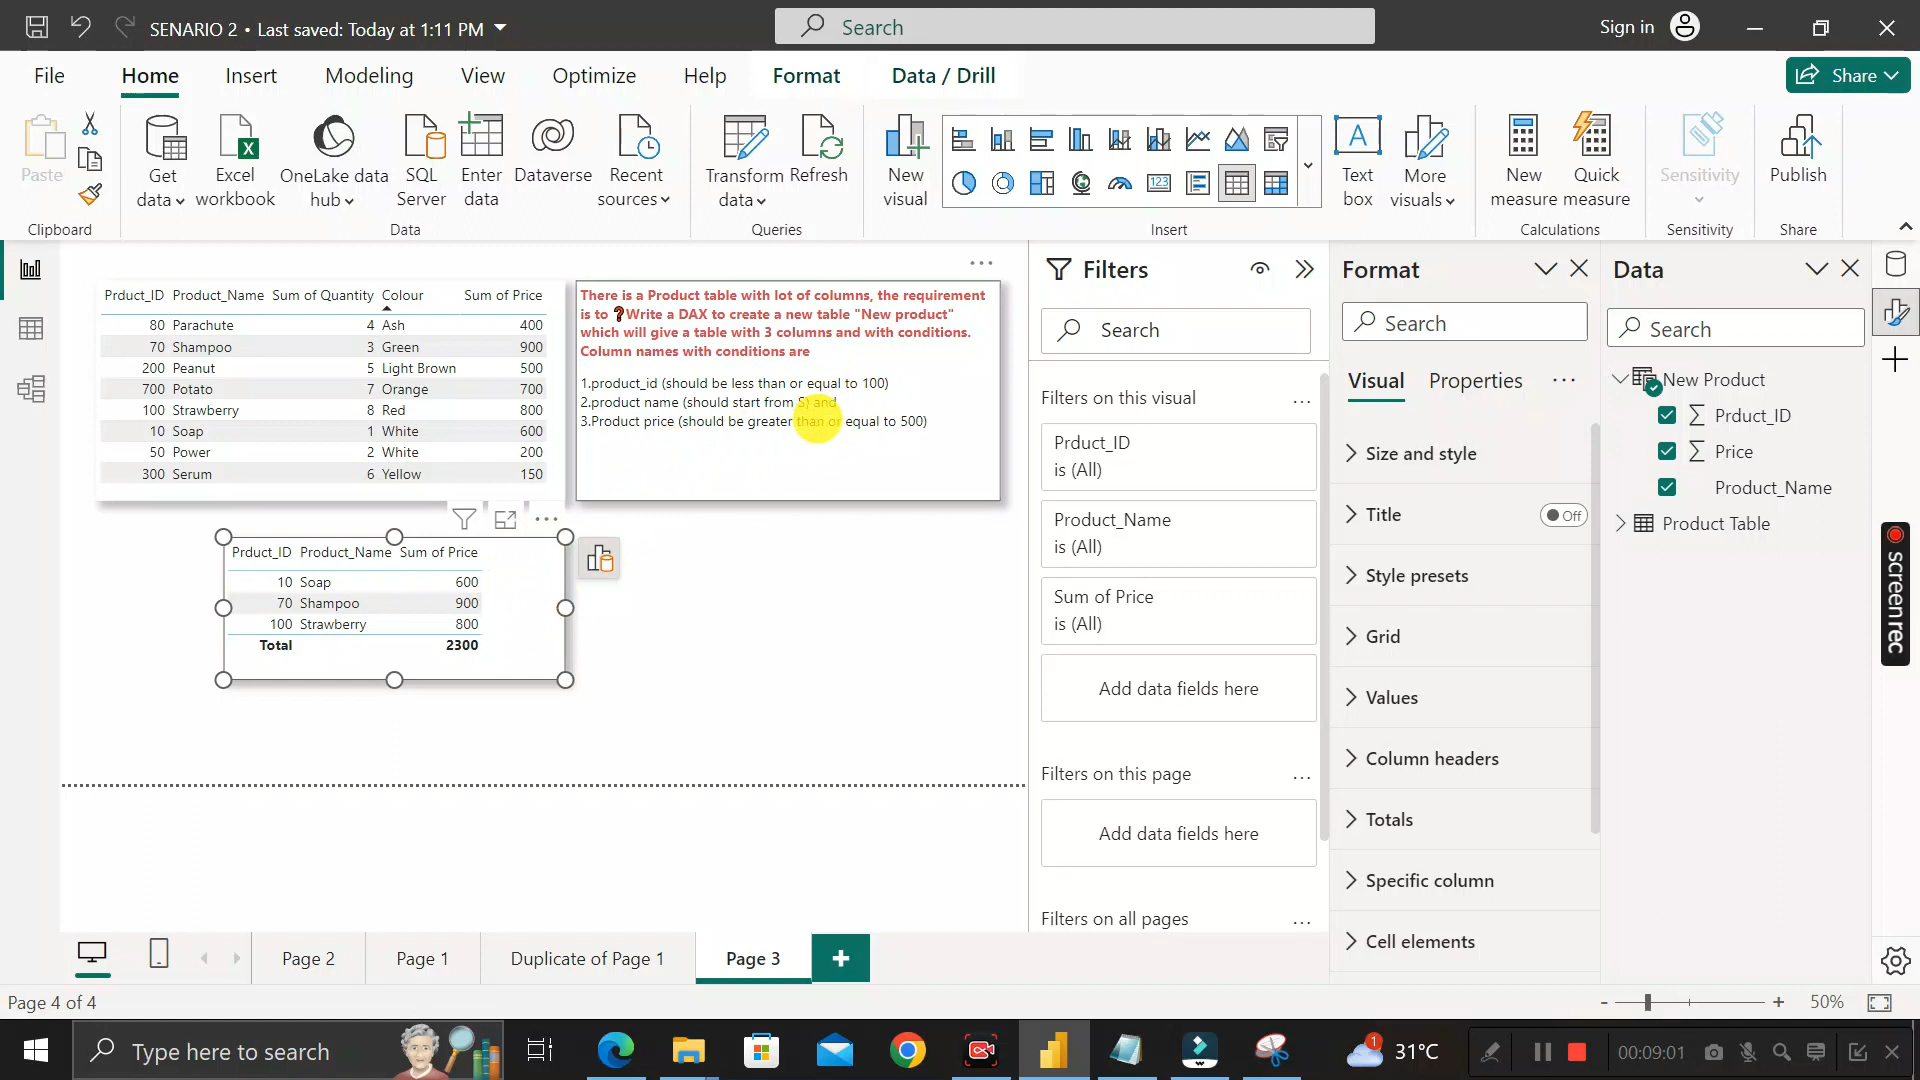 SENARIO 2 • Last saved: Today at 1:11 PM
Search
Sign in
File
Home
Insert
Modeling
View
Optimize
Help
Format
Data / Drill
Share
Paste
Get data
Excel workbook
OneLake data hub
SQL Server
Enter data
Dataverse
Recent sources
Transform data
Refresh
New visual
Text box
More visuals
New measure
Quick measure
Sensitivity
Publish
Clipboard
Data
Queries
Insert
Calculations
Sensitivity
Share
Prduct_ID Product_Name Sum of Quantity Colour Sum of Price
80 Parachute 4 Ash 400
70 Shampoo 3 Green 900
200 Peanut 5 Light Brown 500
700 Potato 7 Orange 700
100 Strawberry 8 Red 800
10 Soap 1 White 600
50 Power 2 White 200
300 Serum 6 Yellow 150
There is a Product table with lot of columns, the requirement
is to ❓Write a DAX to create a new table "New product"
which will give a table with 3 columns and with conditions.
Column names with conditions are
1.product_id (should be less than or equal to 100)
2.product name (should start from S) and
3.Product price (should be greater than or equal to 500)
Prduct_ID Product_Name Sum of Price
10 Soap 600
70 Shampoo 900
100 Strawberry 800
Total 2300
Filters
Search
Filters on this visual
Prduct_ID
is (All)
Product_Name
is (All)
Sum of Price
is (All)
Add data fields here
Filters on this page
Add data fields here
Filters on all pages
Format
Search
Visual
Properties
Size and style
Title
Off
Style presets
Grid
Values
Column headers
Totals
Specific column
Cell elements
Data
Search
New Product
Prduct_ID
Price
Product_Name
Product Table
screenrec
Page 2
Page 1
Duplicate of Page 1
Page 3
Page 4 of 4
- + 50%
Type here to search
1
31°C
00:09:01